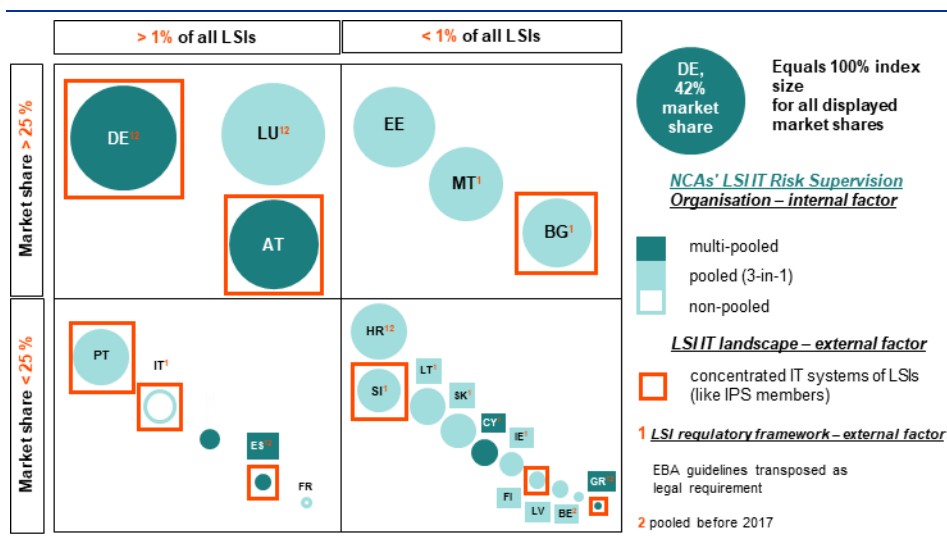 > 1% of all LSIs
< 1% of all LSIs
Market share > 25 %
DE12
LU12
AT
EE
MT1
BG1
Market share < 25 %
PT
IT1
ES12
FR
HR12
SI1
LT1
SK1
CY1
IE1
FI
LV
BE2
GR12
DE,
42%
market
share
Equals 100% index
size
for all displayed
market shares
NCAs' LSI IT Risk Supervision
Organisation – internal factor
multi-pooled
pooled (3-in-1)
non-pooled
LSI IT landscape – external factor
concentrated IT systems of LSIs
(like IPS members)
1 LSI regulatory framework – external factor
EBA guidelines transposed as
legal requirement
2 pooled before 2017